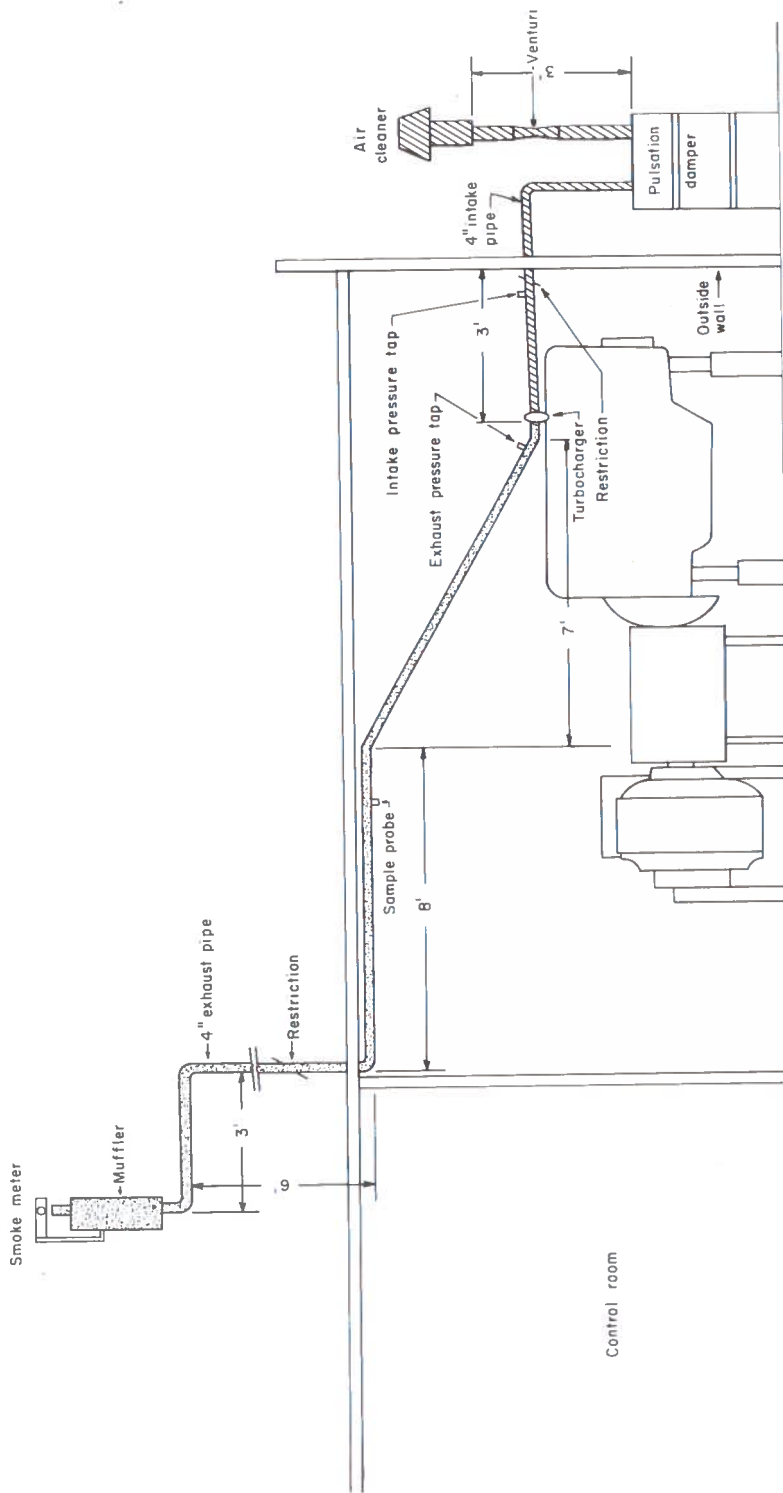 Smoke meter
Muffler
3'
9'
4" exhaust pipe
Restriction
Control room
8'
Sample probe
7'
Exhaust pressure tap
Intake pressure tap
3'
Turbocharger
Restriction
Outside
wall
4" intake
pipe
Air
cleaner
3'
Venturi
Pulsation
damper